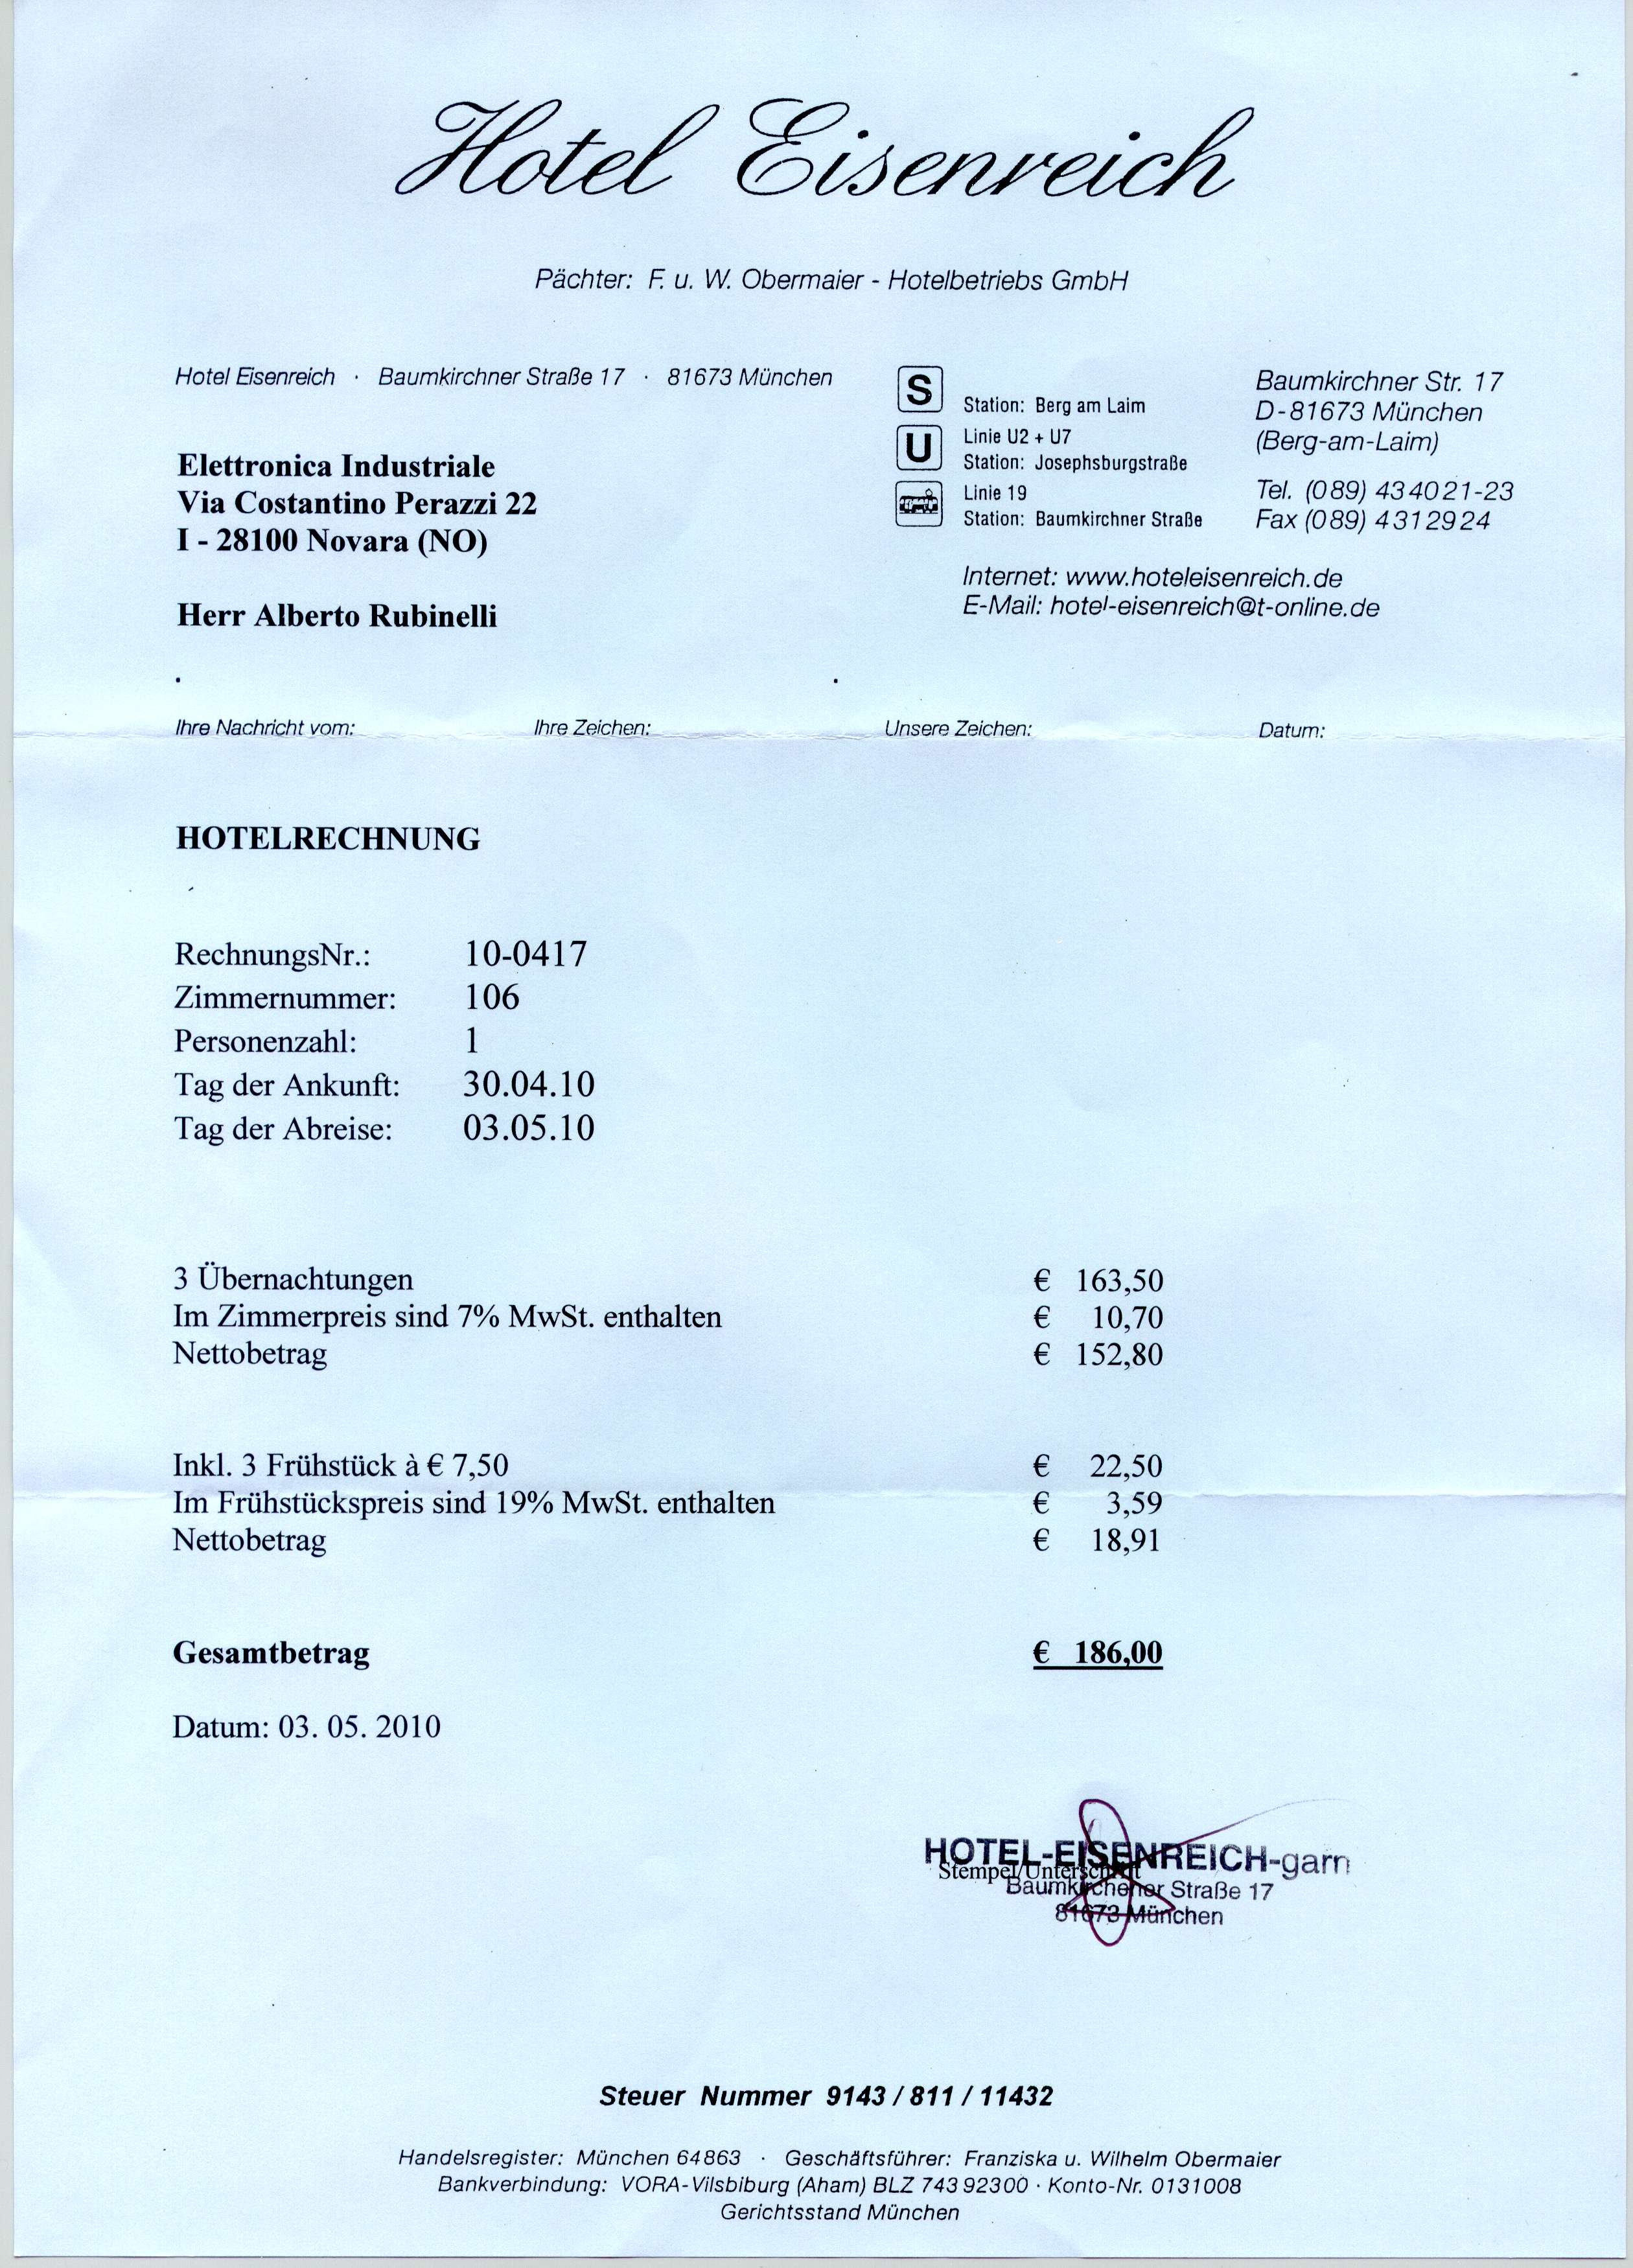 Hotel Eisenreich
Pächter: F. u. W. Obermaier - Hotelbetriebs GmbH
Hotel Eisenreich · Baumkirchner Straße 17 · 81673 München
Elettronica Industriale
Via Costantino Perazzi 22
I - 28100 Novara (NO)
Herr Alberto Rubinelli
S
Station: Berg am Laim
U
Linie U2 + U7
Station: Josephsburgstraße
Linie 19
Station: Baumkirchner Straße
Baumkirchner Str. 17
D-81673 München
(Berg-am-Laim)
Tel. (089) 434021-23
Fax (089) 4312924
Internet: www.hoteleisenreich.de
E-Mail: hotel-eisenreich@t-online.de
Ihre Nachricht vom: Ihre Zeichen: Unsere Zeichen: Datum:
HOTELRECHNUNG
RechnungsNr.: 10-0417
Zimmernummer: 106
Personenzahl: 1
Tag der Ankunft: 30.04.10
Tag der Abreise: 03.05.10
3 Übernachtungen € 163,50
Im Zimmerpreis sind 7% MwSt. enthalten € 10,70
Nettobetrag € 152,80
Inkl. 3 Frühstück à € 7,50 € 22,50
Im Frühstückspreis sind 19% MwSt. enthalten € 3,59
Nettobetrag € 18,91
Gesamtbetrag € 186,00
Datum: 03. 05. 2010
HOTEL-EISENREICH-garn
Stempel/Unterschrift
Baumkirchener Straße 17
81673 München
Steuer Nummer 9143 / 811 / 11432
Handelsregister: München 64863 · Geschäftsführer: Franziska u. Wilhelm Obermaier
Bankverbindung: VORA-Vilsbiburg (Aham) BLZ 74392300 · Konto-Nr. 0131008
Gerichtsstand München